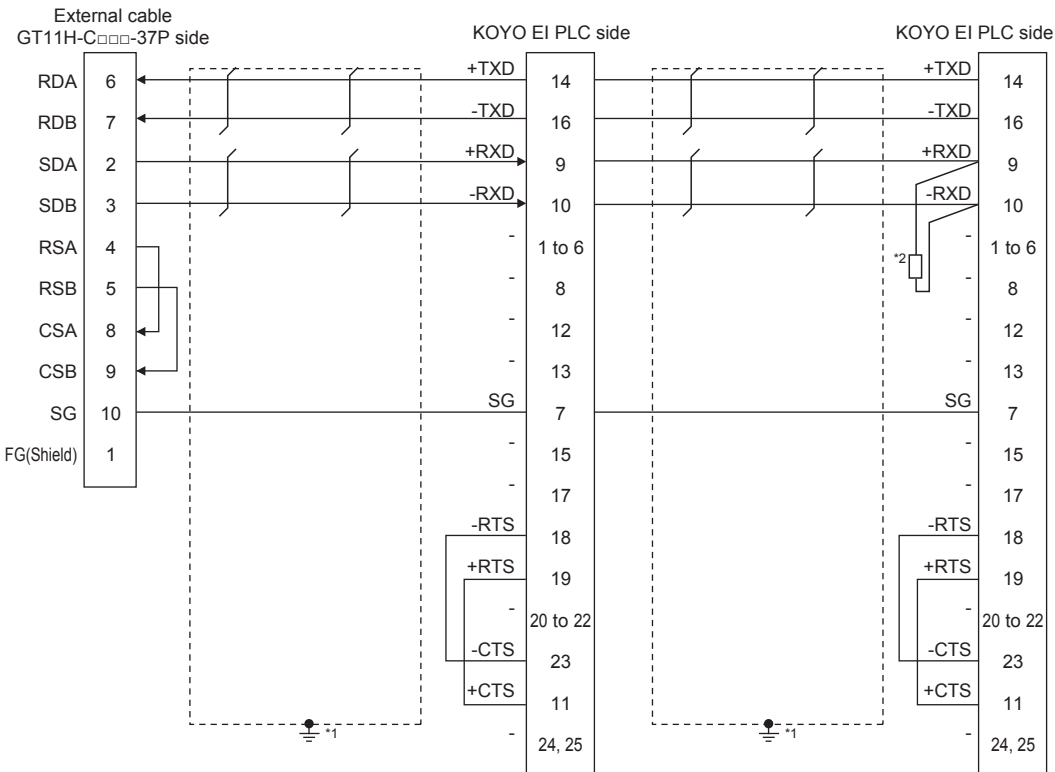 External cable
GT11H-C□□□-37P side
KOYO EI PLC side
KOYO EI PLC side
RDA 6 +TXD 14 +TXD 14
RDB 7 -TXD 16 -TXD 16
SDA 2 +RXD 9 +RXD 9
SDB 3 -RXD 10 -RXD 10
RSA 4 - 1 to 6 - 1 to 6
*2
RSB 5 - 8 - 8
CSA 8 - 12 - 12
CSB 9 - 13 - 13
SG 10 SG 7 SG 7
FG(Shield) 1 - 15 - 15
- 17 - 17
-RTS 18 -RTS 18
+RTS 19 +RTS 19
- 20 to 22 - 20 to 22
-CTS 23 -CTS 23
+CTS 11 +CTS 11
*1 - 24, 25 *1 - 24, 25